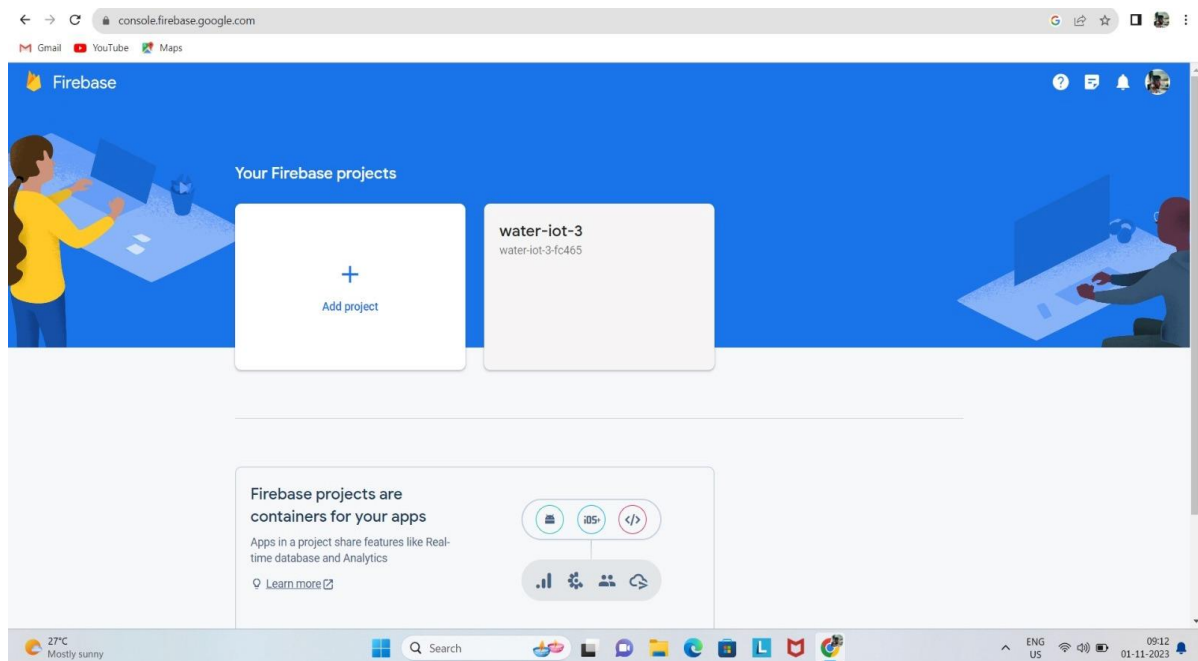 console.firebase.google.com
Gmail YouTube Maps
Firebase
Your Firebase projects
Add project
water-iot-3
water-iot-3-fc465
Firebase projects are
containers for your apps
Apps in a project share features like Real-
time database and Analytics
Learn more
iOS+
27°C
Mostly sunny
Search
ENG
US
09:12
01-11-2023